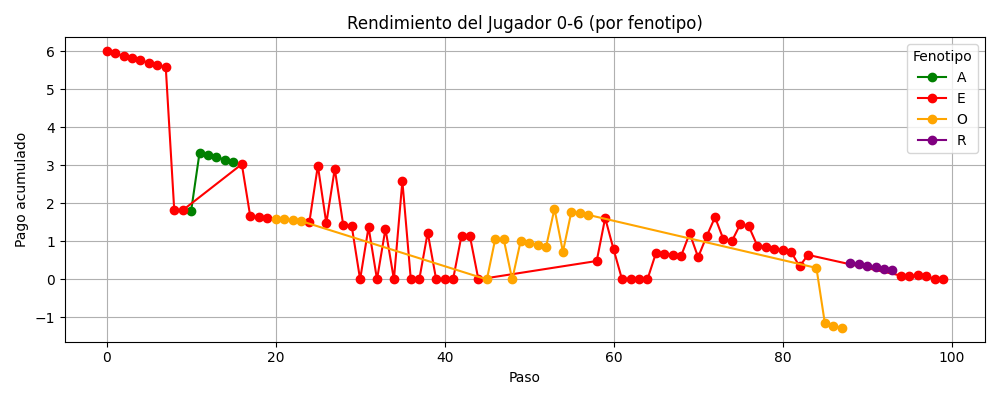 Rendimiento del Jugador 0-6 (por fenotipo)
Pago acumulado
6
5
4
3
2
1
0
−1
Fenotipo
A
E
O
R
0
20
40
60
80
100
Paso